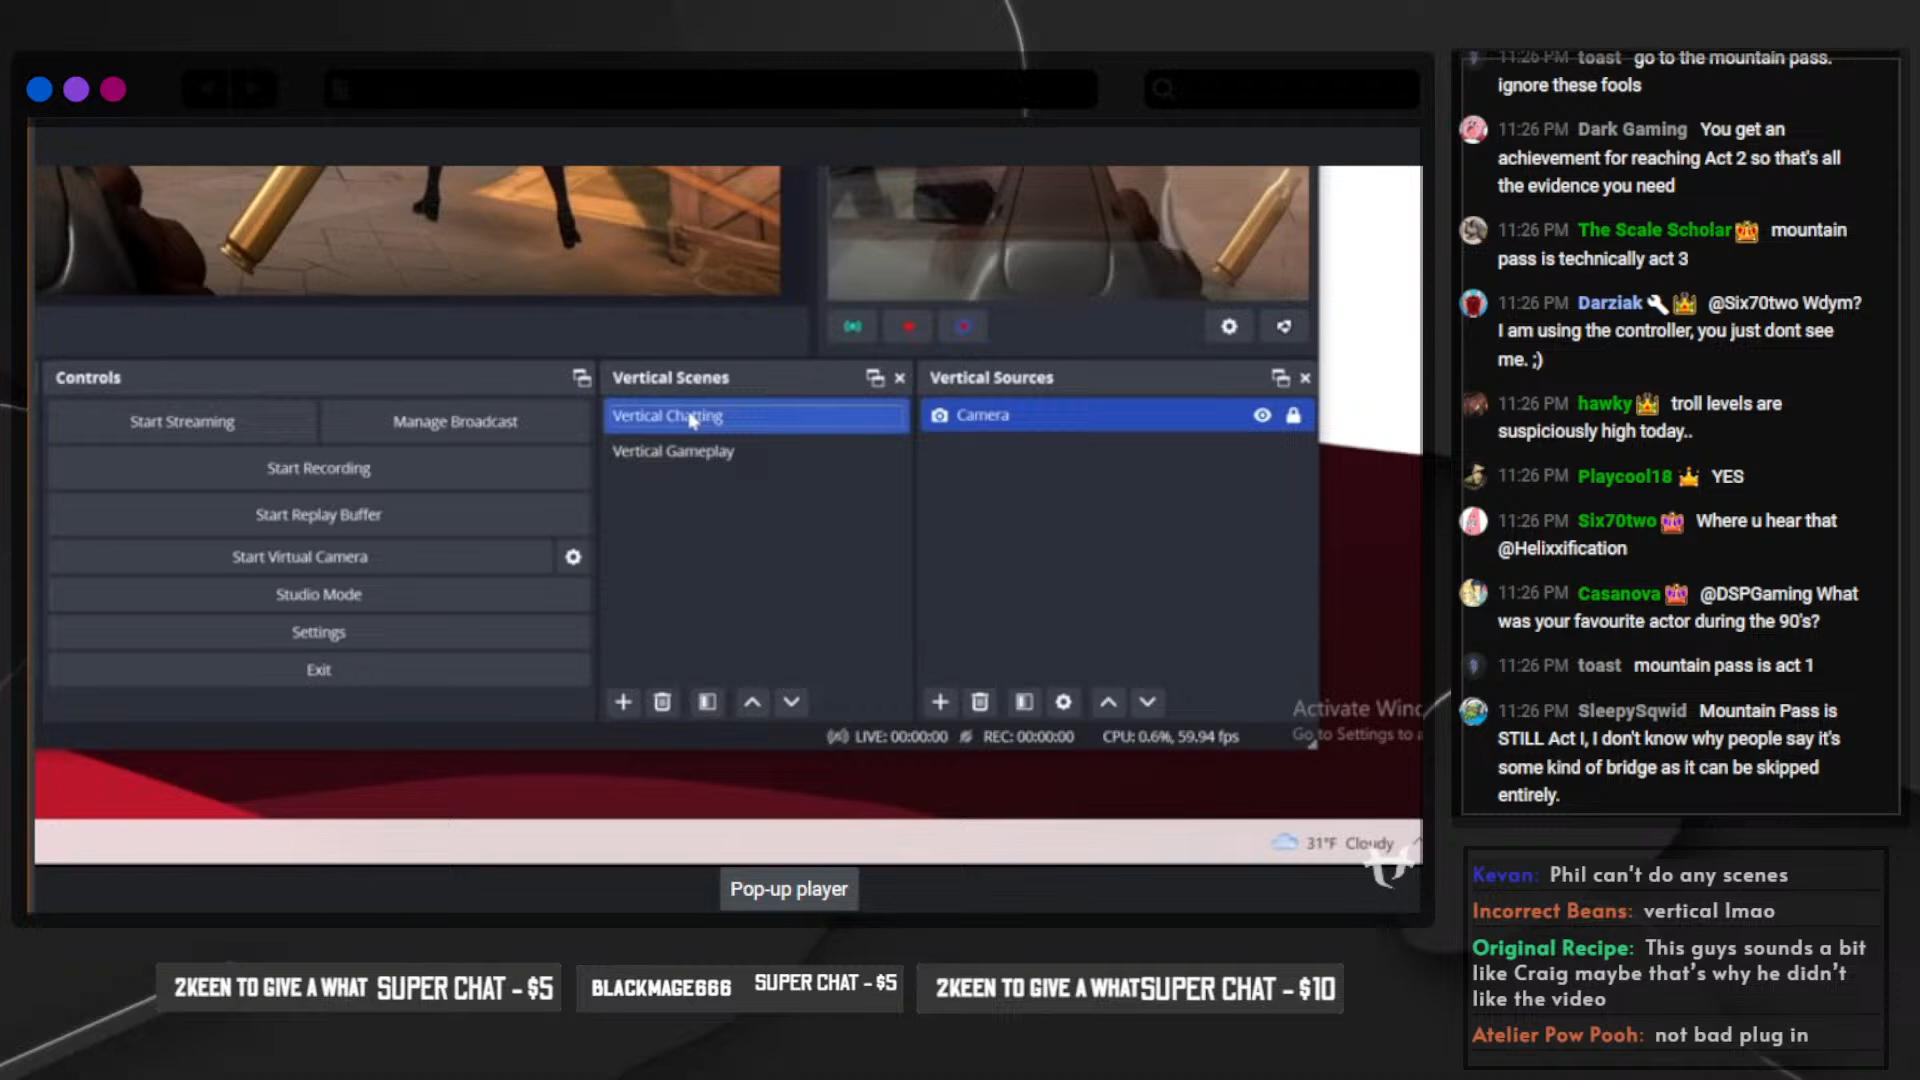 Controls
Start Streaming
Manage Broadcast
Start Recording
Start Replay Buffer
Start Virtual Camera
Studio Mode
Settings
Exit
Vertical Scenes
Vertical Chatting
Vertical Gameplay
Vertical Sources
Camera
LIVE: 00:00:00
REC: 00:00:00
CPU: 0.6%, 59.94 fps
Activate Winc
Go to Settings to a
31°F Cloudy
Pop-up player
2KEEN TO GIVE A WHAT SUPER CHAT - $5
BLACKMAGE666 SUPER CHAT - $5
2KEEN TO GIVE A WHAT SUPER CHAT - $10
11:26 PM toast go to the mountain pass.
ignore these fools
11:26 PM Dark Gaming You get an
achievement for reaching Act 2 so that's all
the evidence you need
11:26 PM The Scale Scholar mountain
pass is technically act 3
11:26 PM Darziak @Six70two Wdym?
I am using the controller, you just dont see
me. ;)
11:26 PM hawky troll levels are
suspiciously high today..
11:26 PM Playcool18 YES
11:26 PM Six70two Where u hear that
@Helixxification
11:26 PM Casanova @DSPGaming What
was your favourite actor during the 90's?
11:26 PM toast mountain pass is act 1
11:26 PM SleepySqwid Mountain Pass is
STILL Act I, I don't know why people say it's
some kind of bridge as it can be skipped
entirely.
Kevan: Phil can't do any scenes
Incorrect Beans: vertical lmao
Original Recipe: This guys sounds a bit
like Craig maybe that's why he didn't
like the video
Atelier Pow Pooh: not bad plug in